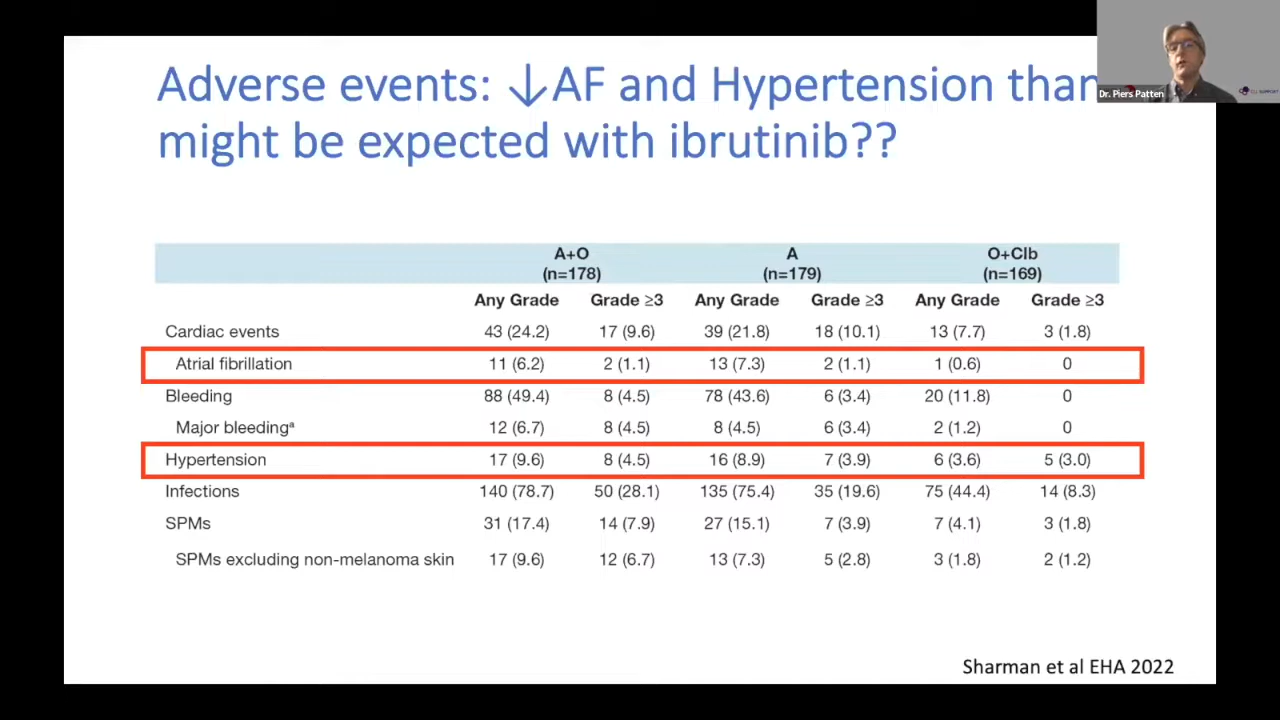 Adverse events: ↓AF and Hypertension than
might be expected with ibrutinib??
Dr. Piers Patten
A+O A O+Clb
(n=178) (n=179) (n=169)
Any Grade Grade ≥3 Any Grade Grade ≥3 Any Grade Grade ≥3
Cardiac events 43 (24.2) 17 (9.6) 39 (21.8) 18 (10.1) 13 (7.7) 3 (1.8)
Atrial fibrillation 11 (6.2) 2 (1.1) 13 (7.3) 2 (1.1) 1 (0.6) 0
Bleeding 88 (49.4) 8 (4.5) 78 (43.6) 6 (3.4) 20 (11.8) 0
Major bleedingᵃ 12 (6.7) 8 (4.5) 8 (4.5) 6 (3.4) 2 (1.2) 0
Hypertension 17 (9.6) 8 (4.5) 16 (8.9) 7 (3.9) 6 (3.6) 5 (3.0)
Infections 140 (78.7) 50 (28.1) 135 (75.4) 35 (19.6) 75 (44.4) 14 (8.3)
SPMs 31 (17.4) 14 (7.9) 27 (15.1) 7 (3.9) 7 (4.1) 3 (1.8)
SPMs excluding non-melanoma skin 17 (9.6) 12 (6.7) 13 (7.3) 5 (2.8) 3 (1.8) 2 (1.2)
Sharman et al EHA 2022